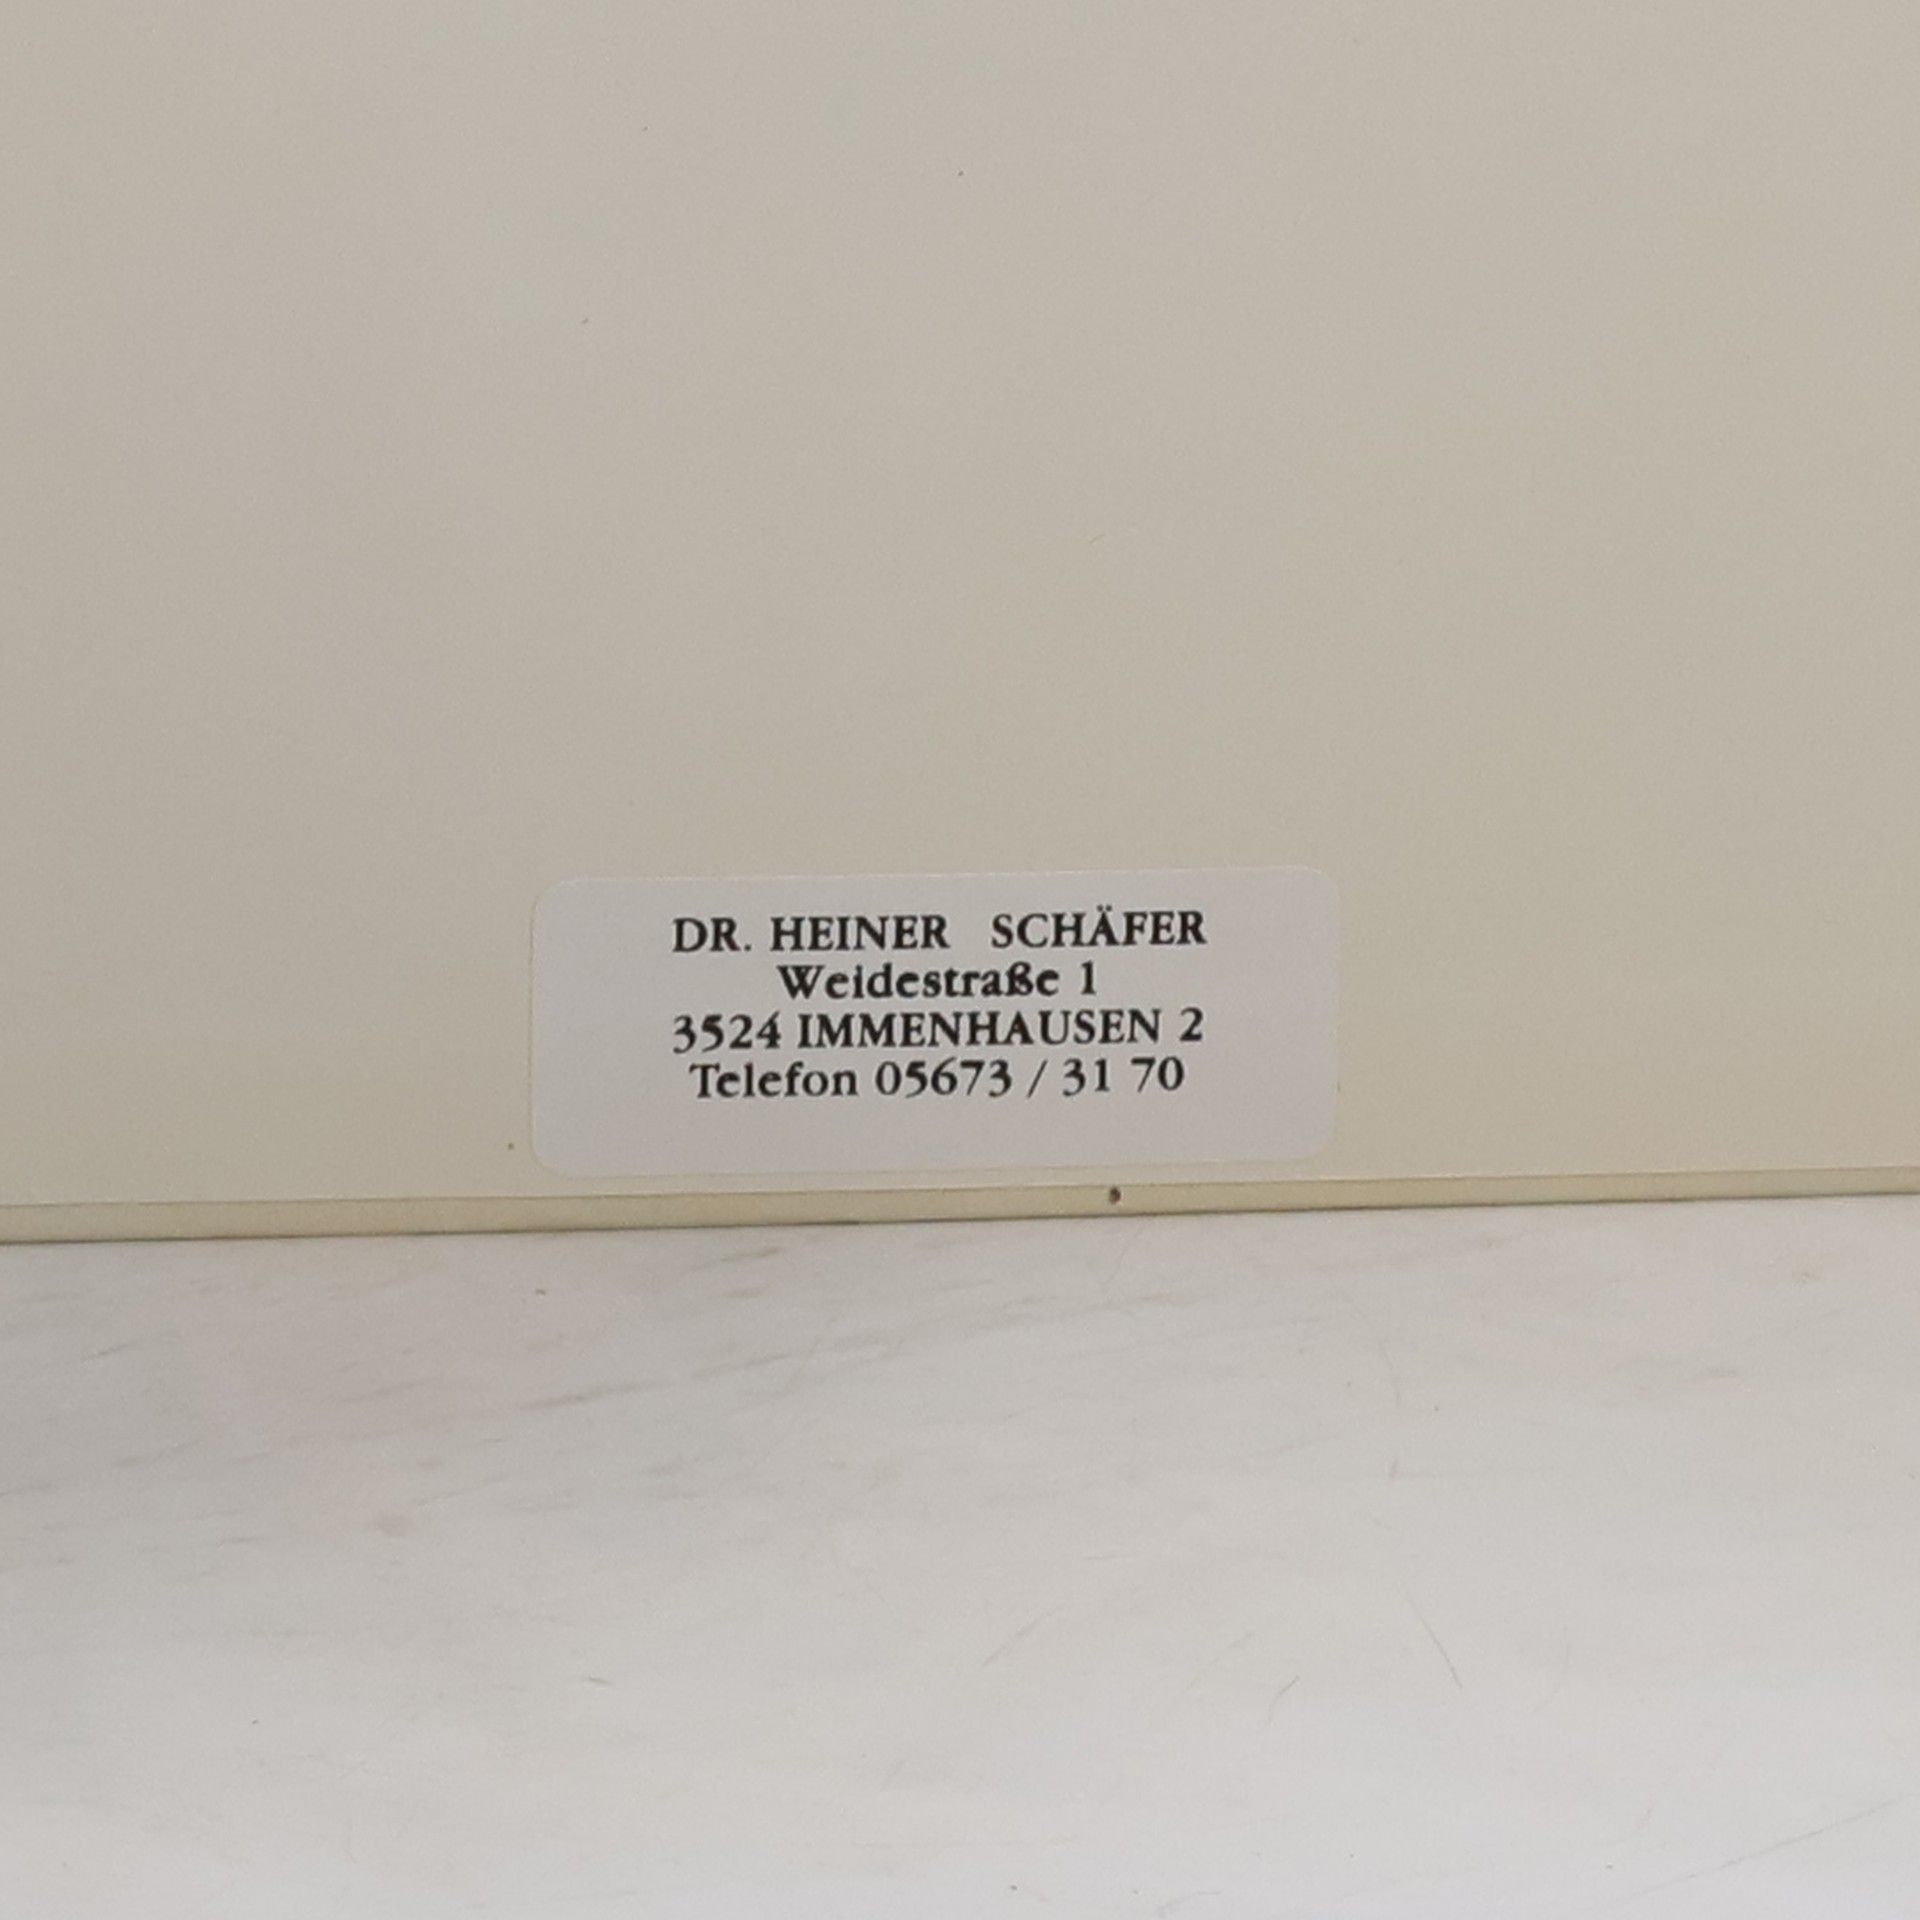 DR. HEINER SCHÄFER
Weidestraße 1
3524 IMMENHAUSEN 2
Telefon 05673 / 31 70